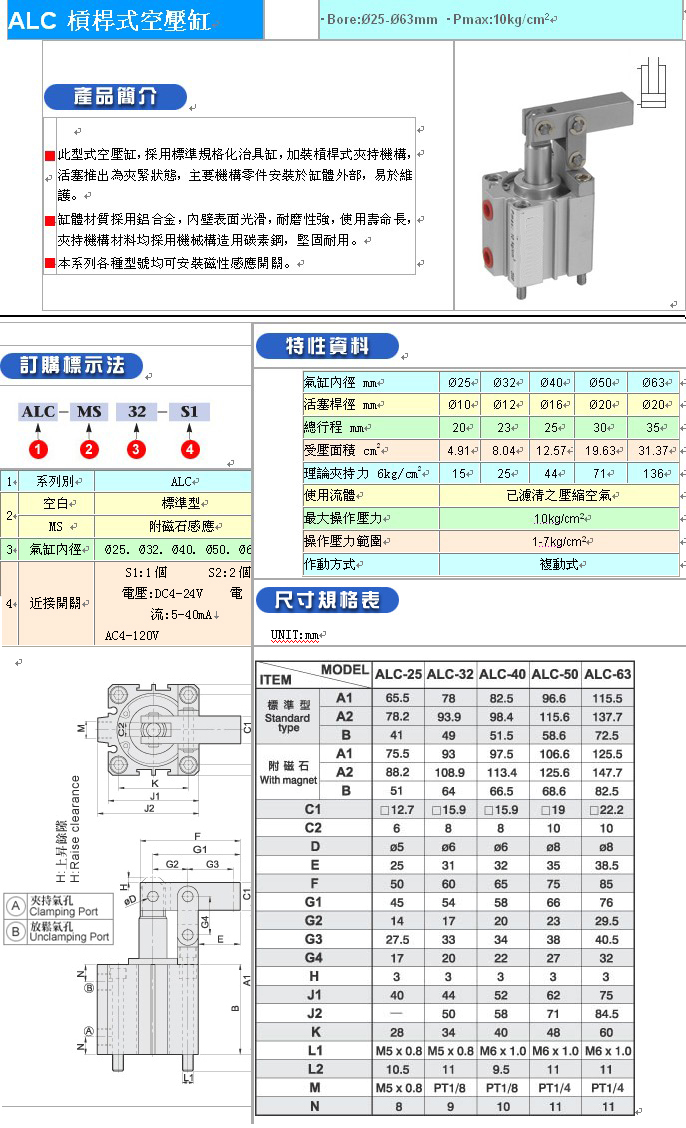 ALC 槓桿式空壓缸
·Bore:Ø25-Ø63mm ·Pmax:10kg/cm²
產品簡介
此型式空壓缸,採用標準規格化治具缸,加裝槓桿式夾持機構,
活塞推出為夾緊狀態,主要機構零件安裝於缸體外部,易於維
護。
缸體材質採用鋁合金,內壁表面光滑,耐磨性強,使用壽命長,
夾持機構材料均採用機械構造用碳素鋼,堅固耐用。
本系列各種型號均可安裝磁性感應開關。
訂購標示法
ALC – MS 32 – S1
1 2 3 4
1 系列別 ALC
2 空白 標準型
MS 附磁石感應
3 氣缸內徑 Ø25. Ø32. Ø40. Ø50. Ø6
4 近接開關 S1:1個 S2:2個
電壓:DC4-24V 電
流:5-40mA
AC4-120V
特性資料
氣缸內徑 mm Ø25 Ø32 Ø40 Ø50 Ø63
活塞桿徑 mm Ø10 Ø12 Ø16 Ø20 Ø20
總行程 mm 20 23 25 30 35
受壓面積 cm² 4.91 8.04 12.57 19.63 31.37
理論夾持力 6kg/cm² 15 25 44 71 136
使用流體 已濾清之壓縮空氣
最大操作壓力 10kg/cm²
操作壓力範圍 1-7kg/cm²
作動方式 複動式
尺寸規格表
UNIT:mm
ITEM MODEL ALC-25 ALC-32 ALC-40 ALC-50 ALC-63
標準型 Standard type A1 65.5 78 82.5 96.6 115.5
A2 78.2 93.9 98.4 115.6 137.7
B 41 49 51.5 58.6 72.5
附磁石 With magnet A1 75.5 93 97.5 106.6 125.5
A2 88.2 108.9 113.4 125.6 147.7
B 51 64 66.5 68.6 82.5
C1 □12.7 □15.9 □15.9 □19 □22.2
C2 6 8 8 10 10
D ø5 ø6 ø6 ø8 ø8
E 25 31 32 35 38.5
F 50 60 65 75 85
G1 45 54 58 66 76
G2 14 17 20 23 29.5
G3 27.5 33 34 38 40.5
G4 17 20 22 27 32
H 3 3 3 3 3
J1 40 44 52 62 75
J2 — 50 58 71 84.5
K 28 34 40 48 60
L1 M5 x 0.8 M5 x 0.8 M6 x 1.0 M6 x 1.0 M6 x 1.0
L2 10.5 11 9.5 11 11
M M5 x 0.8 PT1/8 PT1/8 PT1/4 PT1/4
N 8 9 10 11 11
M
C2
C1
K
J1
J2
H:上昇餘隙
H:Raise clearance
A 夾持氣孔
Clamping Port
B 放鬆氣孔
Unclamping Port
F
G1
G2 G3
H
øD
C1
G4
E
N
B
A
N
B
L1